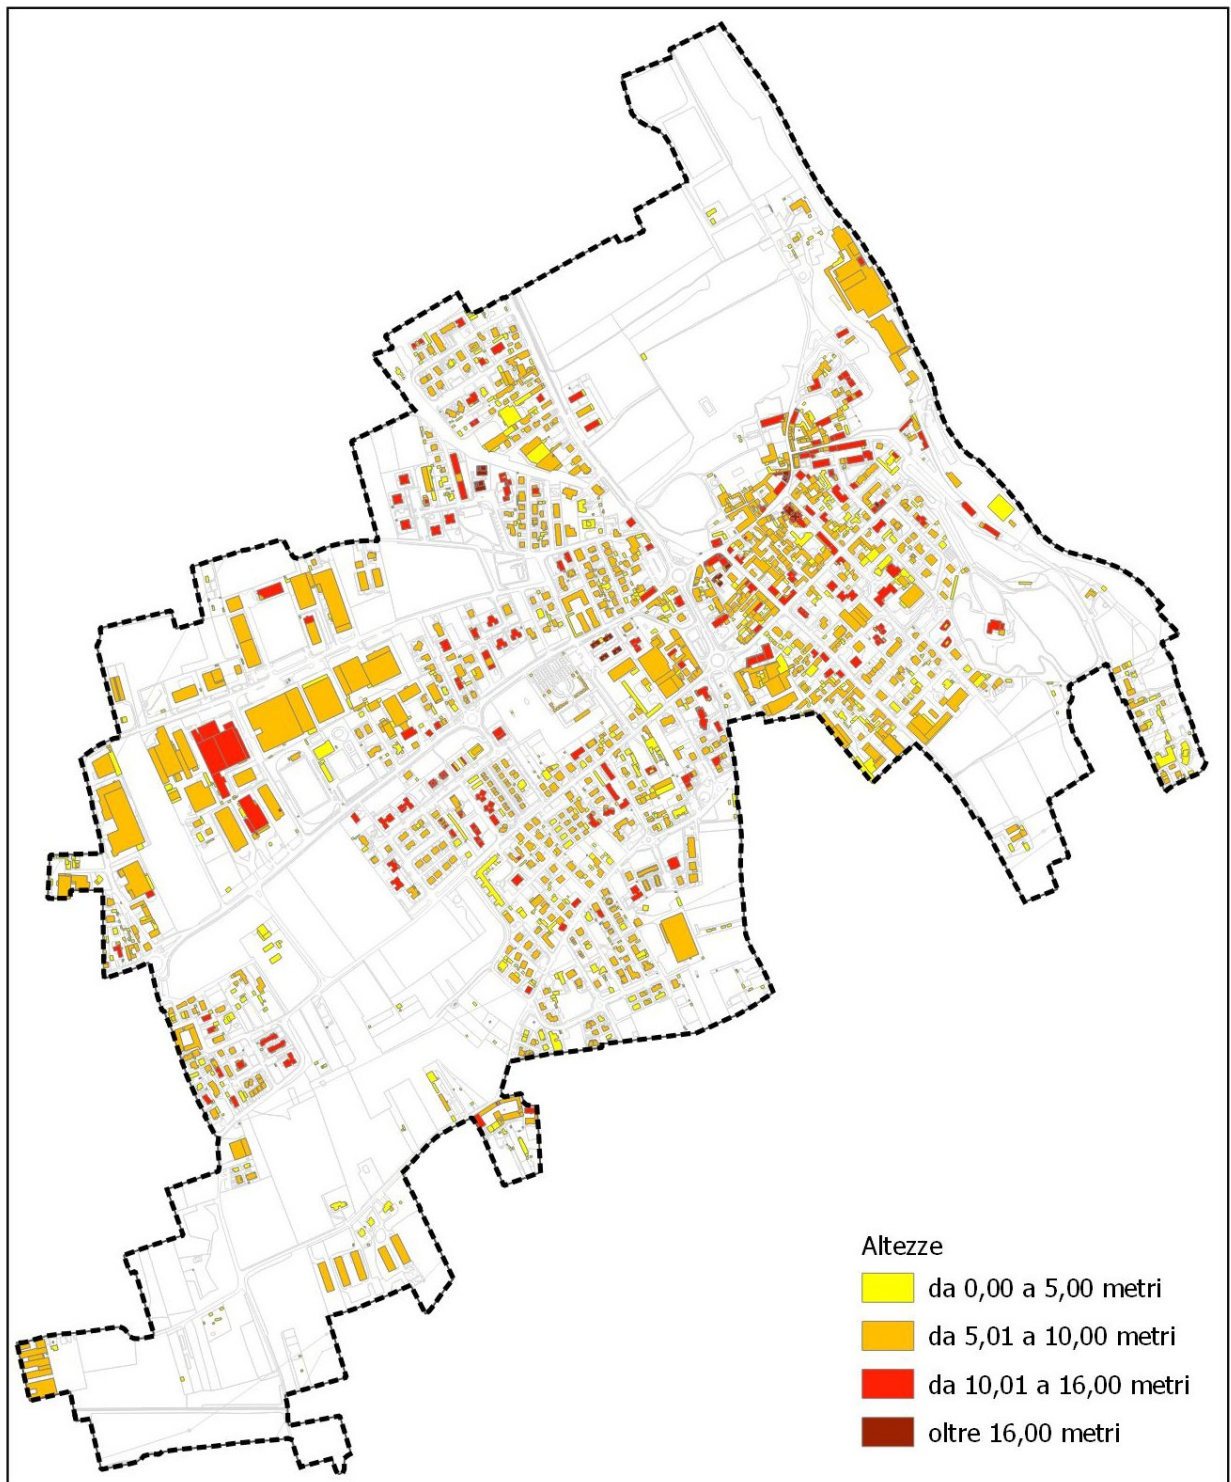 Altezze
da 0,00 a 5,00 metri
da 5,01 a 10,00 metri
da 10,01 a 16,00 metri
oltre 16,00 metri